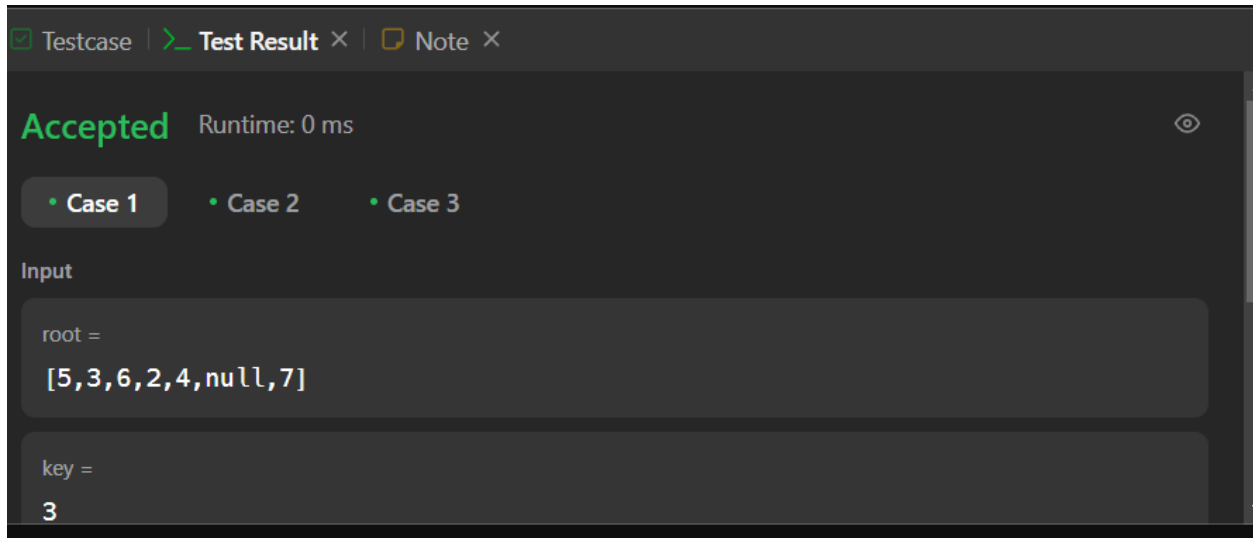 Testcase Test Result Note
Accepted Runtime: 0 ms
Case 1 Case 2 Case 3
Input
root =
[5,3,6,2,4,null,7]
key =
3